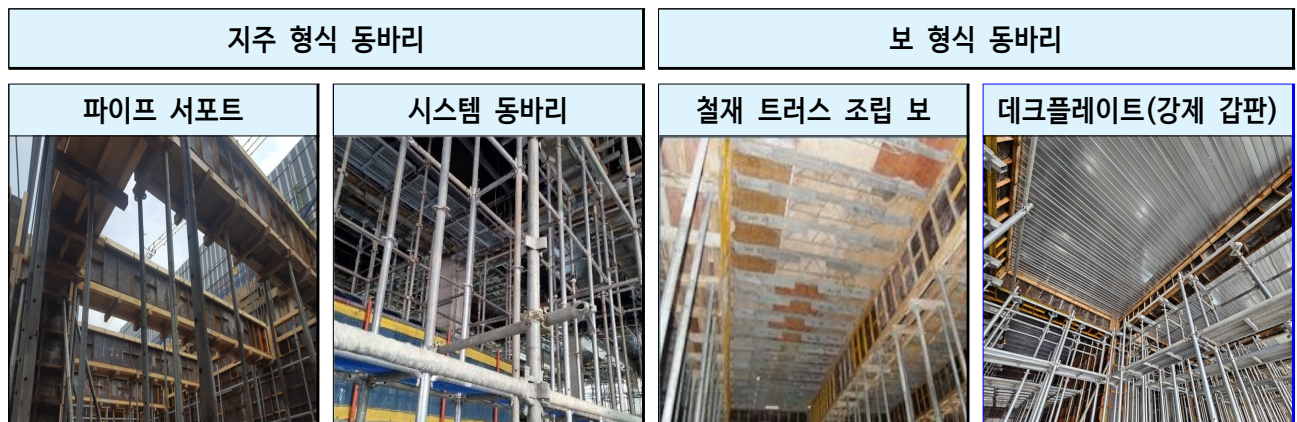 지주 형식 동바리
보 형식 동바리
파이프 서포트
시스템 동바리
철재 트러스 조립 보
데크플레이트(강제 갑판)